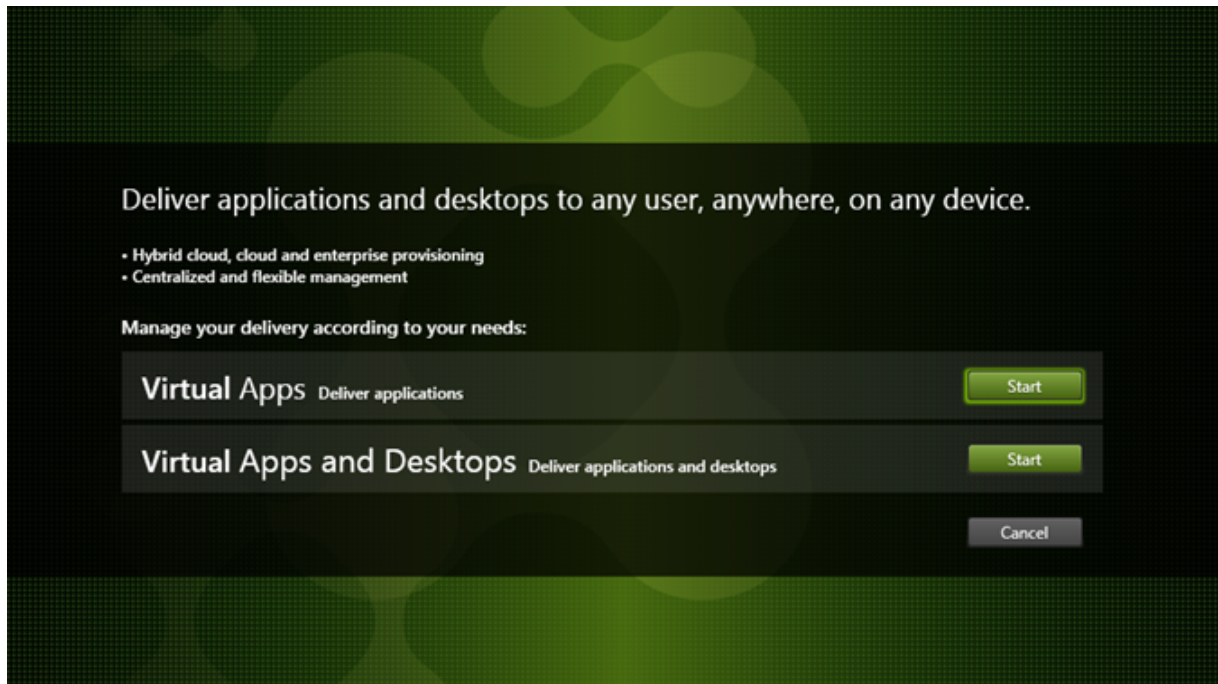 Deliver applications and desktops to any user, anywhere, on any device.
• Hybrid cloud, cloud and enterprise provisioning
• Centralized and flexible management
Manage your delivery according to your needs:
Virtual Apps Deliver applications Start
Virtual Apps and Desktops Deliver applications and desktops Start
Cancel